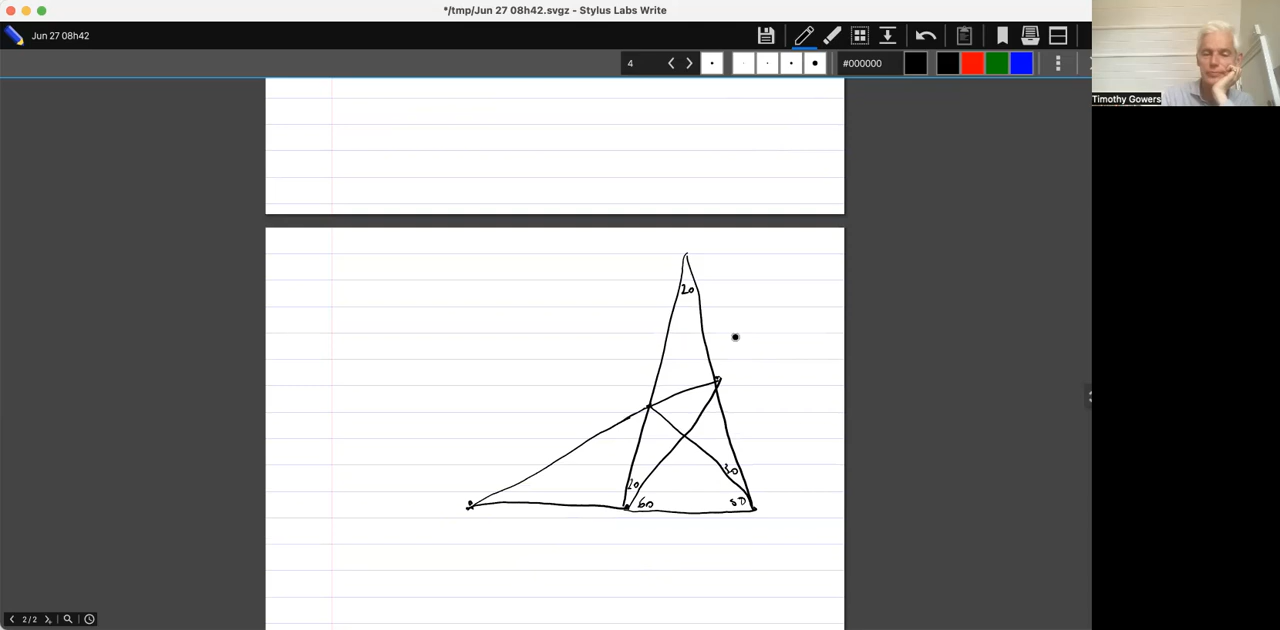 */tmp/Jun 27 08h42.svgz - Stylus Labs Write
Jun 27 08h42
4
#000000
Timothy Gowers
20
30
20
60
50
2/2